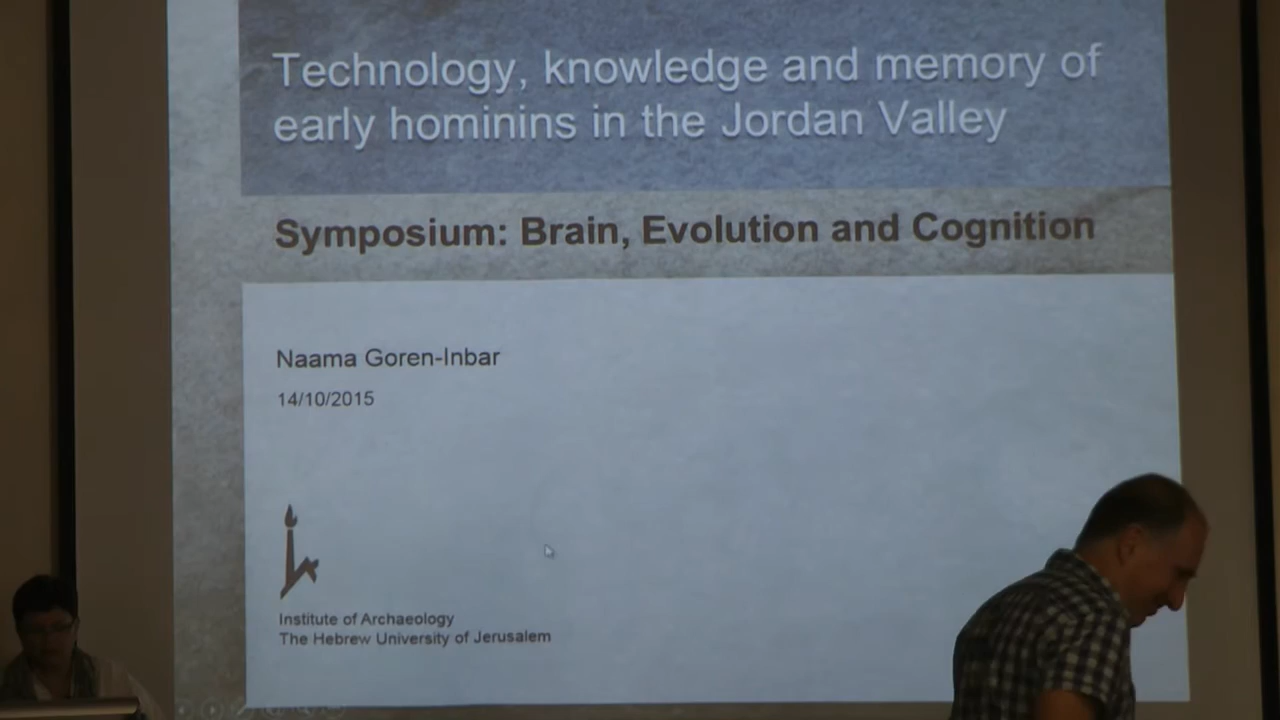 Technology, knowledge and memory of
early hominins in the Jordan Valley
Symposium: Brain, Evolution and Cognition
Naama Goren-Inbar
14/10/2015
Institute of Archaeology
The Hebrew University of Jerusalem